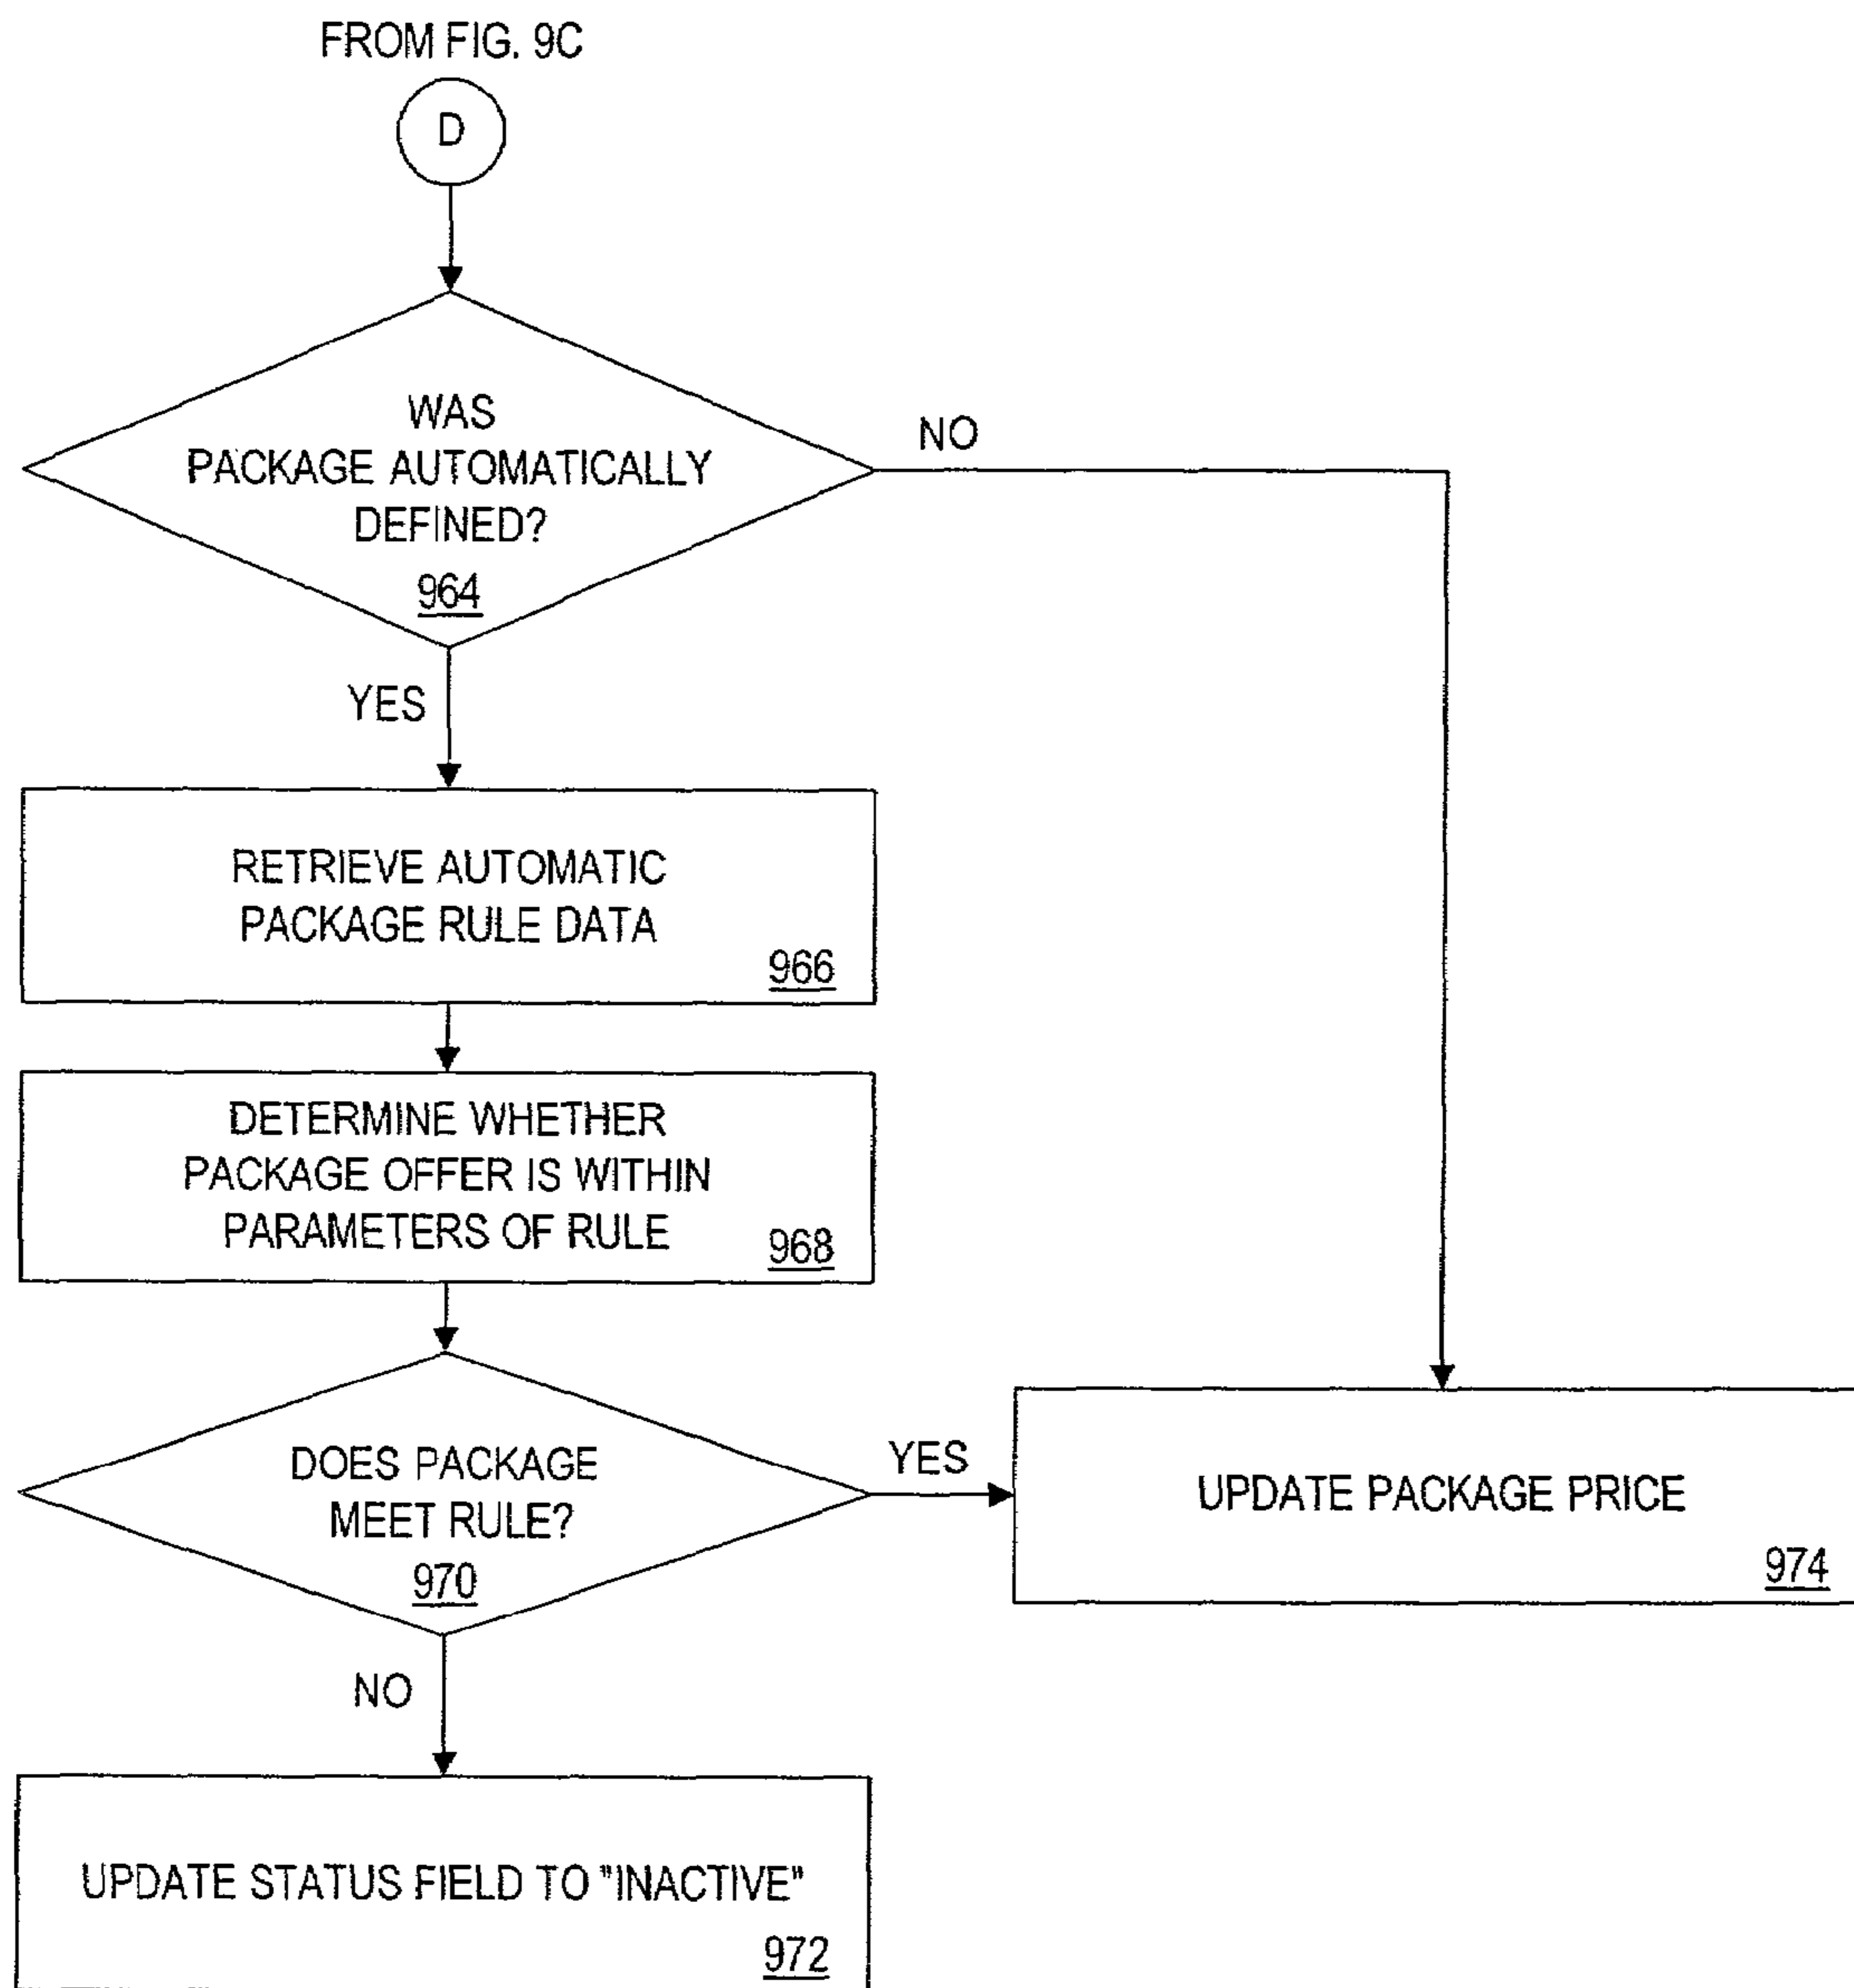 FROM FIG. 9C
D
WAS
PACKAGE AUTOMATICALLY
DEFINED?
964
NO
YES
RETRIEVE AUTOMATIC
PACKAGE RULE DATA
966
DETERMINE WHETHER
PACKAGE OFFER IS WITHIN
PARAMETERS OF RULE
968
DOES PACKAGE
MEET RULE?
970
YES
UPDATE PACKAGE PRICE
974
NO
UPDATE STATUS FIELD TO "INACTIVE"
972